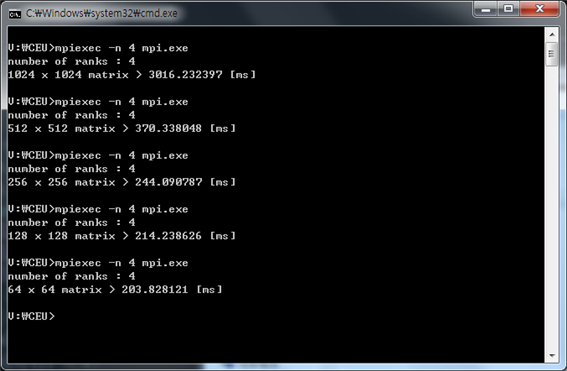 C:₩Windows₩system32₩cmd.exe
V:₩CEU>mpiexec -n 4 mpi.exe
number of ranks : 4
1024 x 1024 matrix > 3016.232397 [ms]
V:₩CEU>mpiexec -n 4 mpi.exe
number of ranks : 4
512 x 512 matrix > 370.338048 [ms]
V:₩CEU>mpiexec -n 4 mpi.exe
number of ranks : 4
256 x 256 matrix > 244.090787 [ms]
V:₩CEU>mpiexec -n 4 mpi.exe
number of ranks : 4
128 x 128 matrix > 214.238626 [ms]
V:₩CEU>mpiexec -n 4 mpi.exe
number of ranks : 4
64 x 64 matrix > 203.828121 [ms]
V:₩CEU>